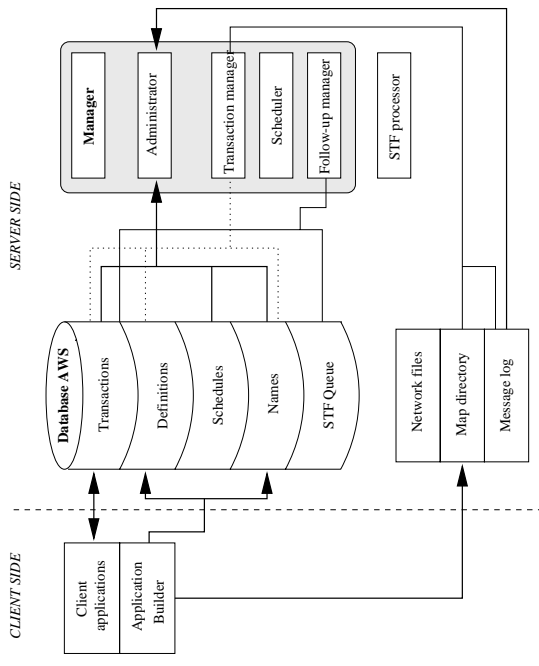 CLIENT SIDE
SERVER SIDE
Client
applications
Application
Builder
Database AWS
Transactions
Definitions
Schedules
Names
STF Queue
Manager
Administrator
Transaction manager
Scheduler
Follow-up manager
STF processor
Network files
Map directory
Message log